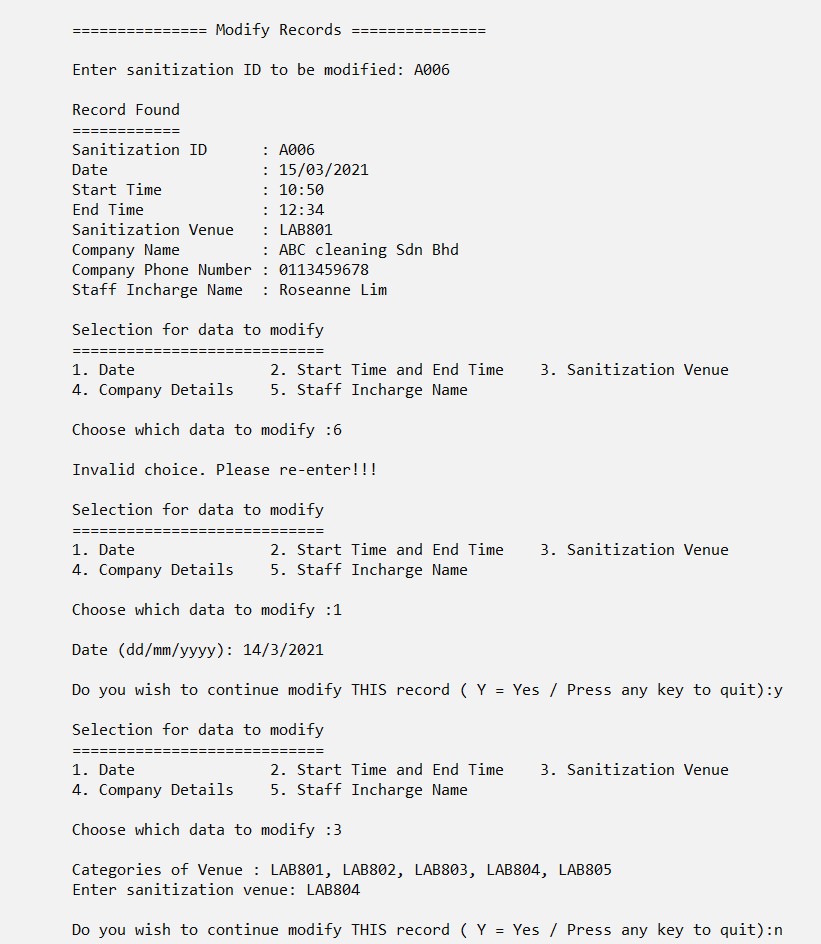 =============== Modify Records ===============
Enter sanitization ID to be modified: A006
Record Found
============
Sanitization ID      : A006
Date                 : 15/03/2021
Start Time           : 10:50
End Time             : 12:34
Sanitization Venue   : LAB801
Company Name         : ABC cleaning Sdn Bhd
Company Phone Number : 0113459678
Staff Incharge Name  : Roseanne Lim
Selection for data to modify
============================
1. Date               2. Start Time and End Time    3. Sanitization Venue
4. Company Details    5. Staff Incharge Name
Choose which data to modify :6
Invalid choice. Please re-enter!!!
Selection for data to modify
============================
1. Date               2. Start Time and End Time    3. Sanitization Venue
4. Company Details    5. Staff Incharge Name
Choose which data to modify :1
Date (dd/mm/yyyy): 14/3/2021
Do you wish to continue modify THIS record ( Y = Yes / Press any key to quit):y
Selection for data to modify
============================
1. Date               2. Start Time and End Time    3. Sanitization Venue
4. Company Details    5. Staff Incharge Name
Choose which data to modify :3
Categories of Venue : LAB801, LAB802, LAB803, LAB804, LAB805
Enter sanitization venue: LAB804
Do you wish to continue modify THIS record ( Y = Yes / Press any key to quit):n